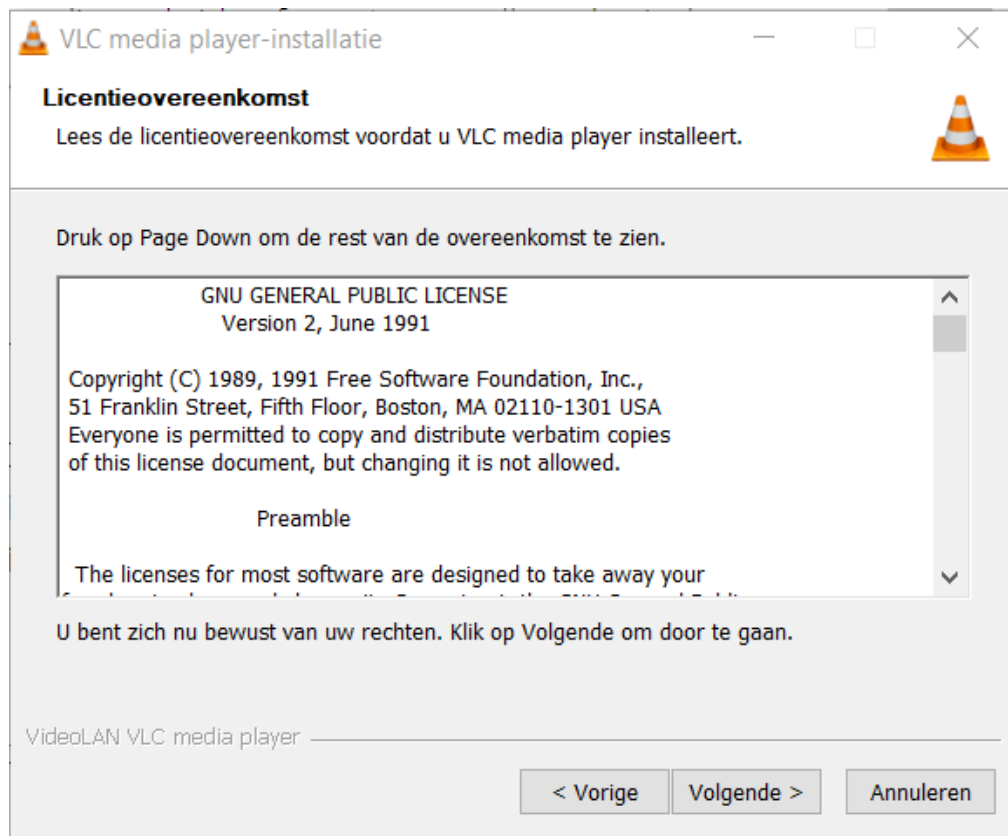 VLC media player-installatie
Licentieovereenkomst
Lees de licentieovereenkomst voordat u VLC media player installeert.
Druk op Page Down om de rest van de overeenkomst te zien.
GNU GENERAL PUBLIC LICENSE
Version 2, June 1991
Copyright (C) 1989, 1991 Free Software Foundation, Inc.,
51 Franklin Street, Fifth Floor, Boston, MA 02110-1301 USA
Everyone is permitted to copy and distribute verbatim copies
of this license document, but changing it is not allowed.
Preamble
The licenses for most software are designed to take away your
U bent zich nu bewust van uw rechten. Klik op Volgende om door te gaan.
VideoLAN VLC media player
< Vorige
Volgende >
Annuleren